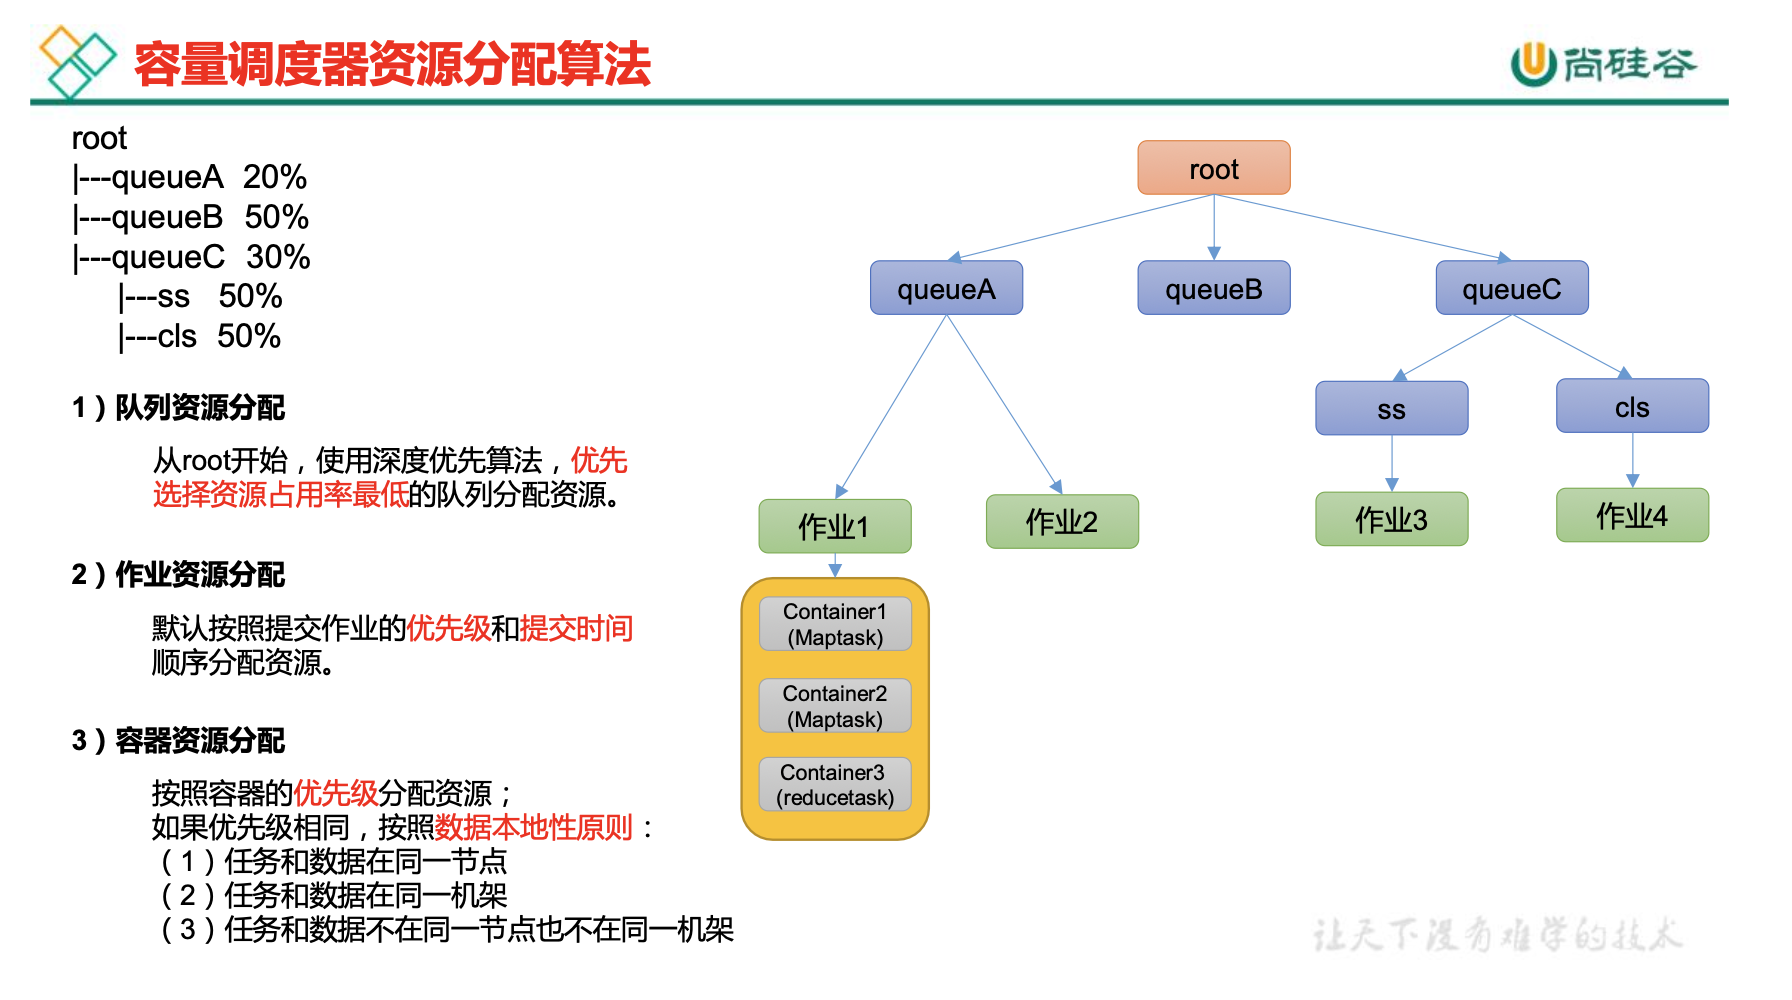 容量调度器资源分配算法
尚硅谷
root
|---queueA 20%
|---queueB 50%
|---queueC 30%
|---ss 50%
|---cls 50%
1）队列资源分配
从root开始，使用深度优先算法，优先
选择资源占用率最低的队列分配资源。
2）作业资源分配
默认按照提交作业的优先级和提交时间
顺序分配资源。
3）容器资源分配
按照容器的优先级分配资源；
如果优先级相同，按照数据本地性原则：
（1）任务和数据在同一节点
（2）任务和数据在同一机架
（3）任务和数据不在同一节点也不在同一机架
root
queueA
queueB
queueC
ss
cls
作业1
作业2
作业3
作业4
Container1
(Maptask)
Container2
(Maptask)
Container3
(reducetask)
让天下没有难学的技术